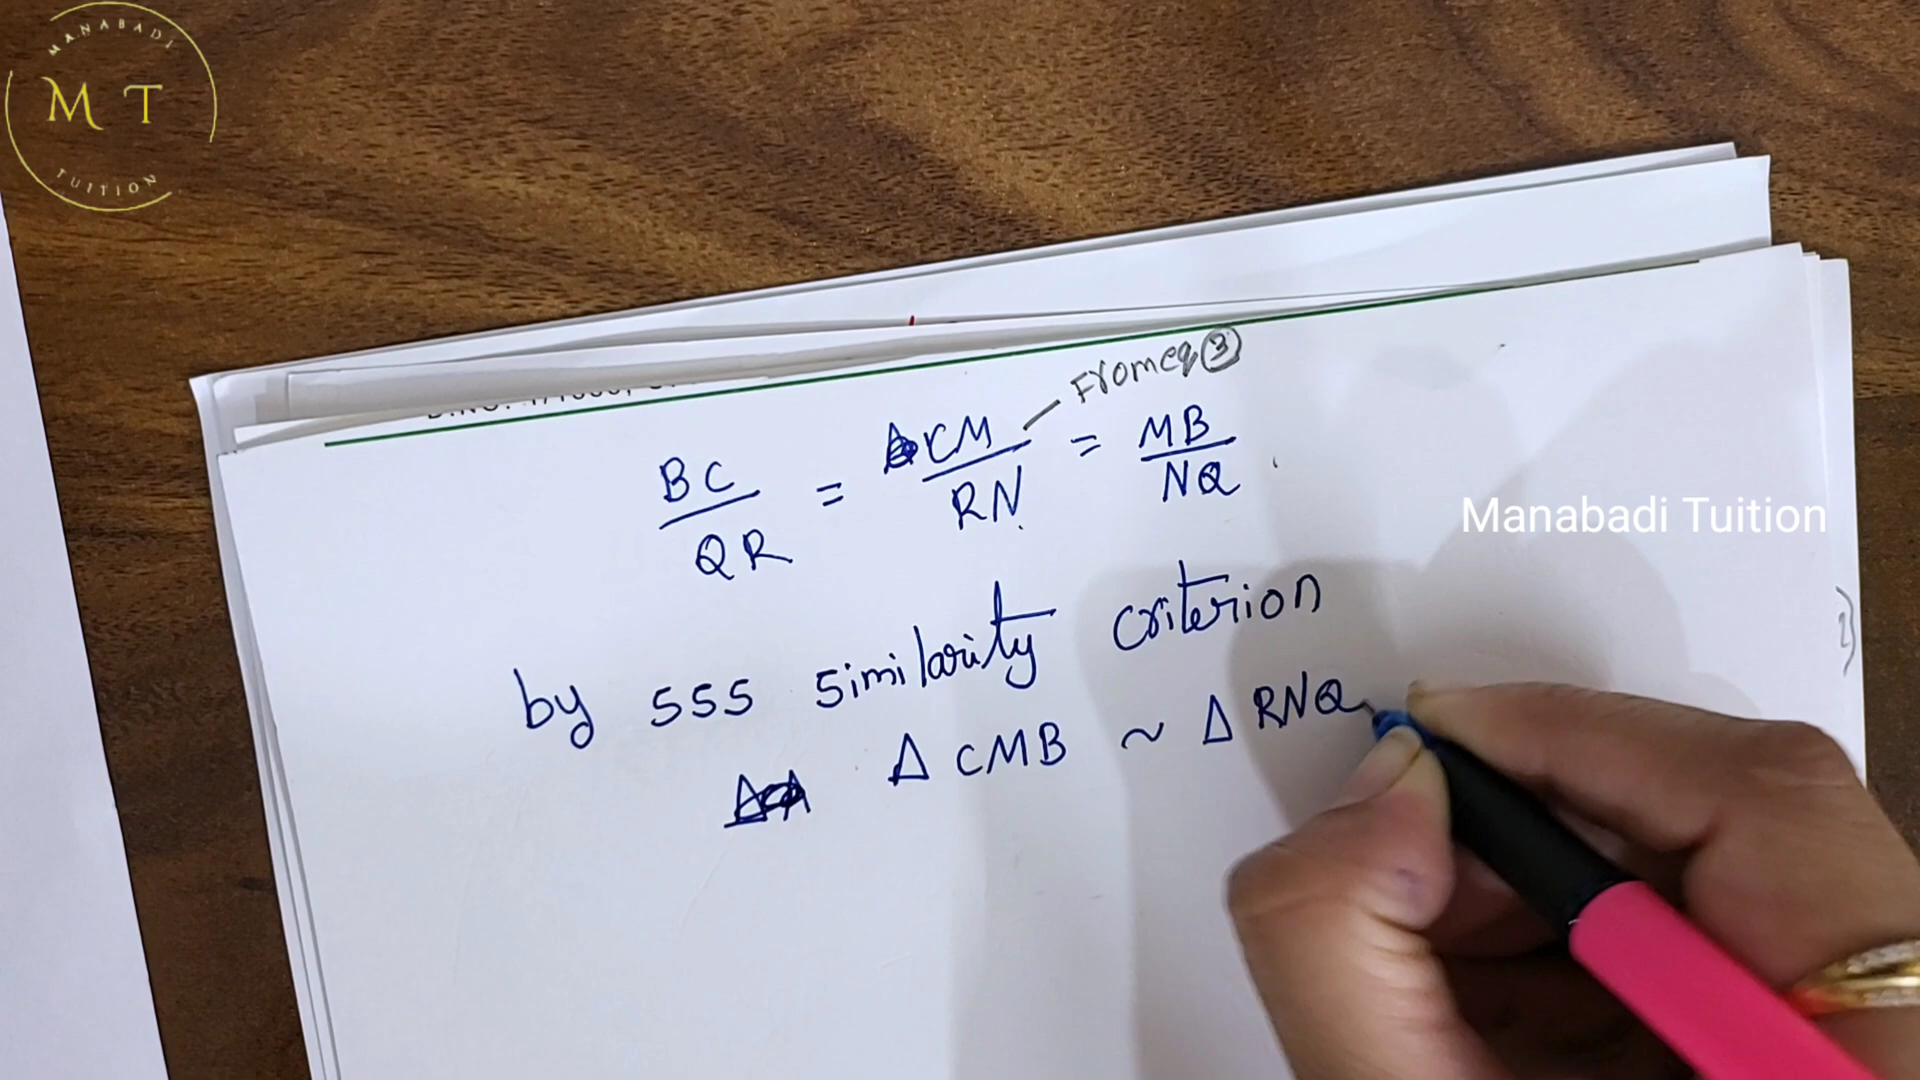 MANABADI
M T
TUITION
From eq ③
BC/QR = CM/RN = MB/NQ
Manabadi Tuition
by SSS similarity criterion
Δ CMB ~ Δ RNQ
2)